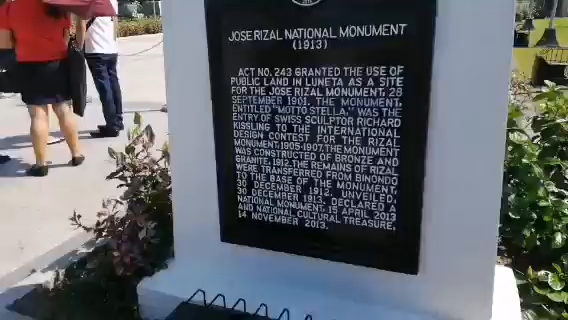 JOSE RIZAL NATIONAL MONUMENT
(1913)
ACT NO. 243 GRANTED THE USE OF
PUBLIC LAND IN LUNETA AS A SITE
FOR THE JOSE RIZAL MONUMENT, 28
SEPTEMBER 1901. THE MONUMENT,
ENTITLED "MOTTO STELLA," WAS THE
ENTRY OF SWISS SCULPTOR RICHARD
KISSLING TO THE INTERNATIONAL
DESIGN CONTEST FOR THE RIZAL
MONUMENT, 1905-1907. THE MONUMENT
WAS CONSTRUCTED OF BRONZE AND
GRANITE, 1912. THE REMAINS OF RIZAL
WERE TRANSFERRED FROM BINONDO
TO THE BASE OF THE MONUMENT,
30 DECEMBER 1912. UNVEILED,
30 DECEMBER 1913. DECLARED A
NATIONAL MONUMENT, 15 APRIL 2013
AND NATIONAL CULTURAL TREASURE,
14 NOVEMBER 2013.